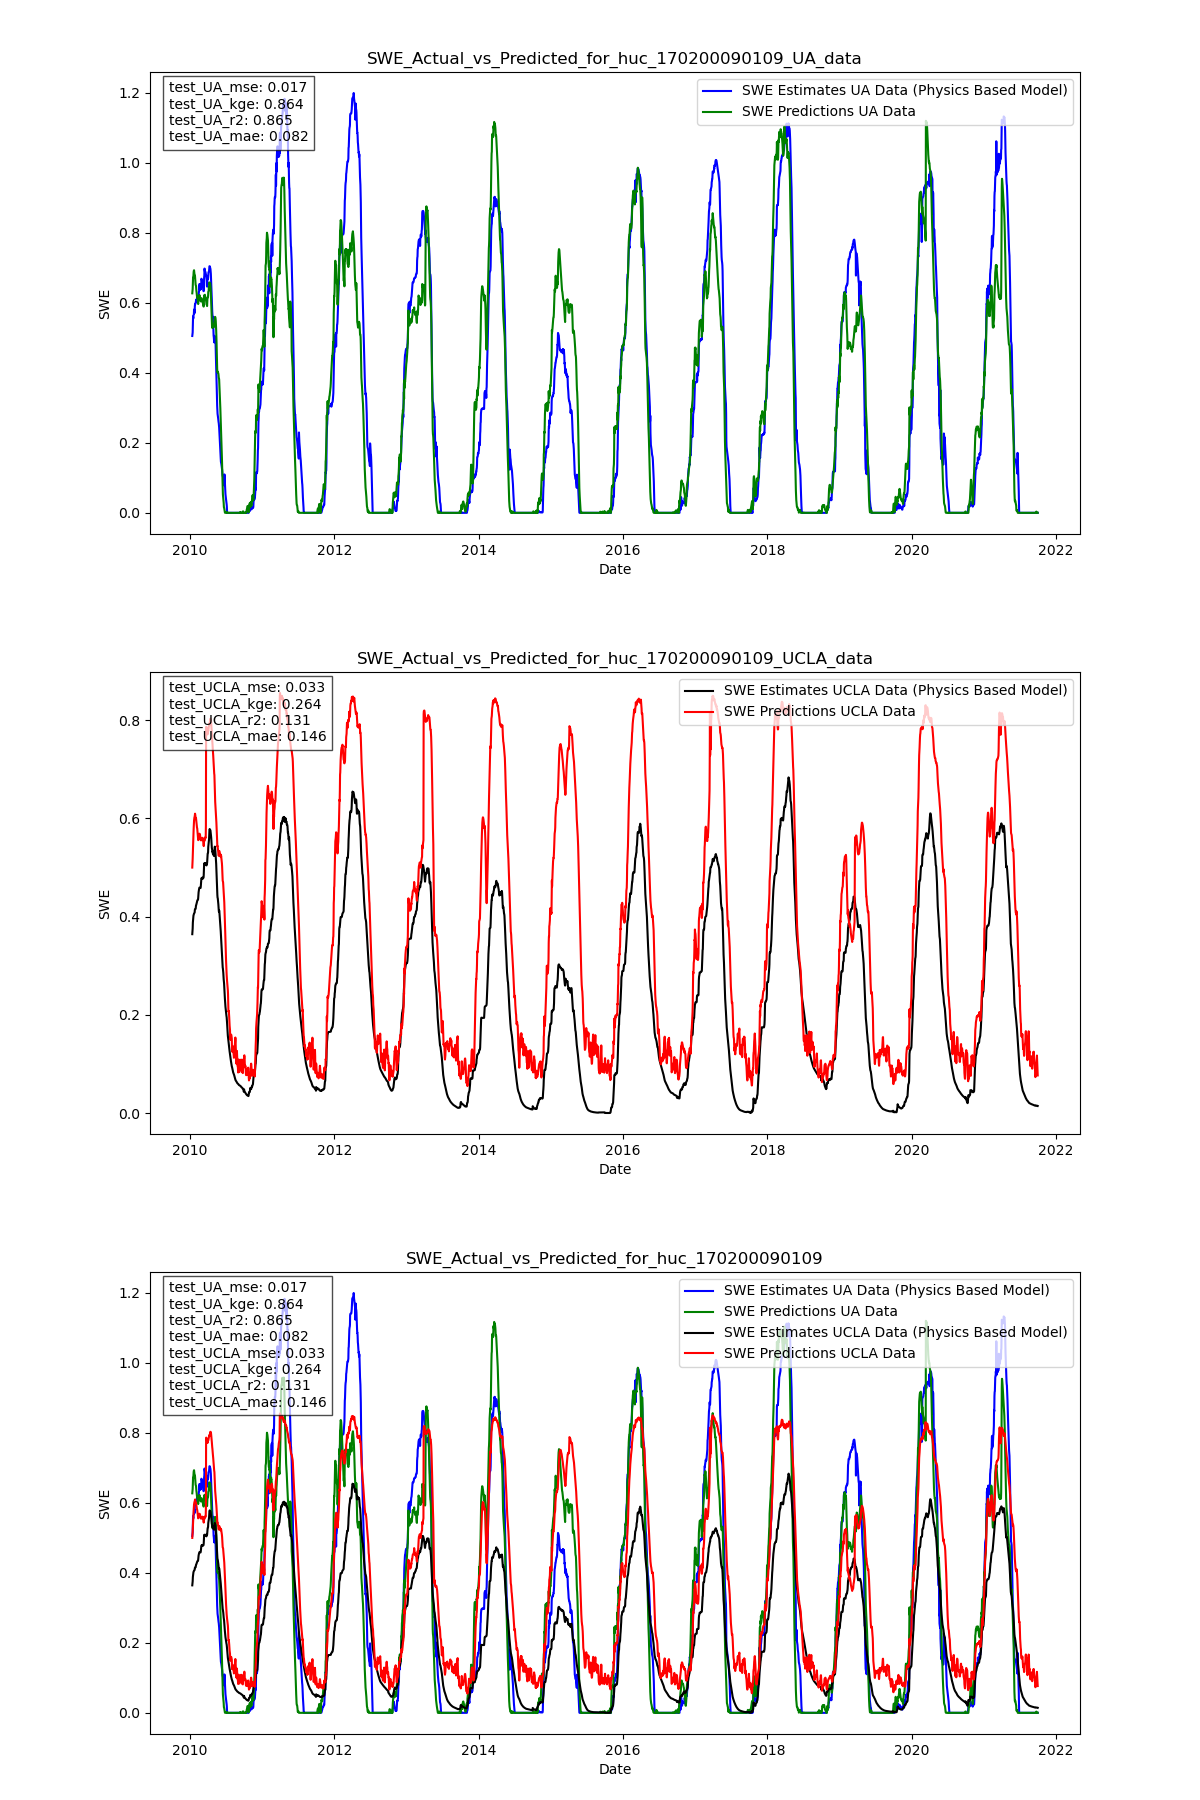 SWE_Actual_vs_Predicted_for_huc_170200090109_UA_data
test_UA_mse: 0.017
test_UA_kge: 0.864
test_UA_r2: 0.865
test_UA_mae: 0.082
SWE Estimates UA Data (Physics Based Model)
SWE Predictions UA Data
1.2
1.0
0.8
0.6
0.4
0.2
0.0
SWE
2010 2012 2014 2016 2018 2020 2022
Date
SWE_Actual_vs_Predicted_for_huc_170200090109_UCLA_data
test_UCLA_mse: 0.033
test_UCLA_kge: 0.264
test_UCLA_r2: 0.131
test_UCLA_mae: 0.146
SWE Estimates UCLA Data (Physics Based Model)
SWE Predictions UCLA Data
0.8
0.6
0.4
0.2
0.0
SWE
2010 2012 2014 2016 2018 2020 2022
Date
SWE_Actual_vs_Predicted_for_huc_170200090109
test_UA_mse: 0.017
test_UA_kge: 0.864
test_UA_r2: 0.865
test_UA_mae: 0.082
test_UCLA_mse: 0.033
test_UCLA_kge: 0.264
test_UCLA_r2: 0.131
test_UCLA_mae: 0.146
SWE Estimates UA Data (Physics Based Model)
SWE Predictions UA Data
SWE Estimates UCLA Data (Physics Based Model)
SWE Predictions UCLA Data
1.2
1.0
0.8
0.6
0.4
0.2
0.0
SWE
2010 2012 2014 2016 2018 2020 2022
Date